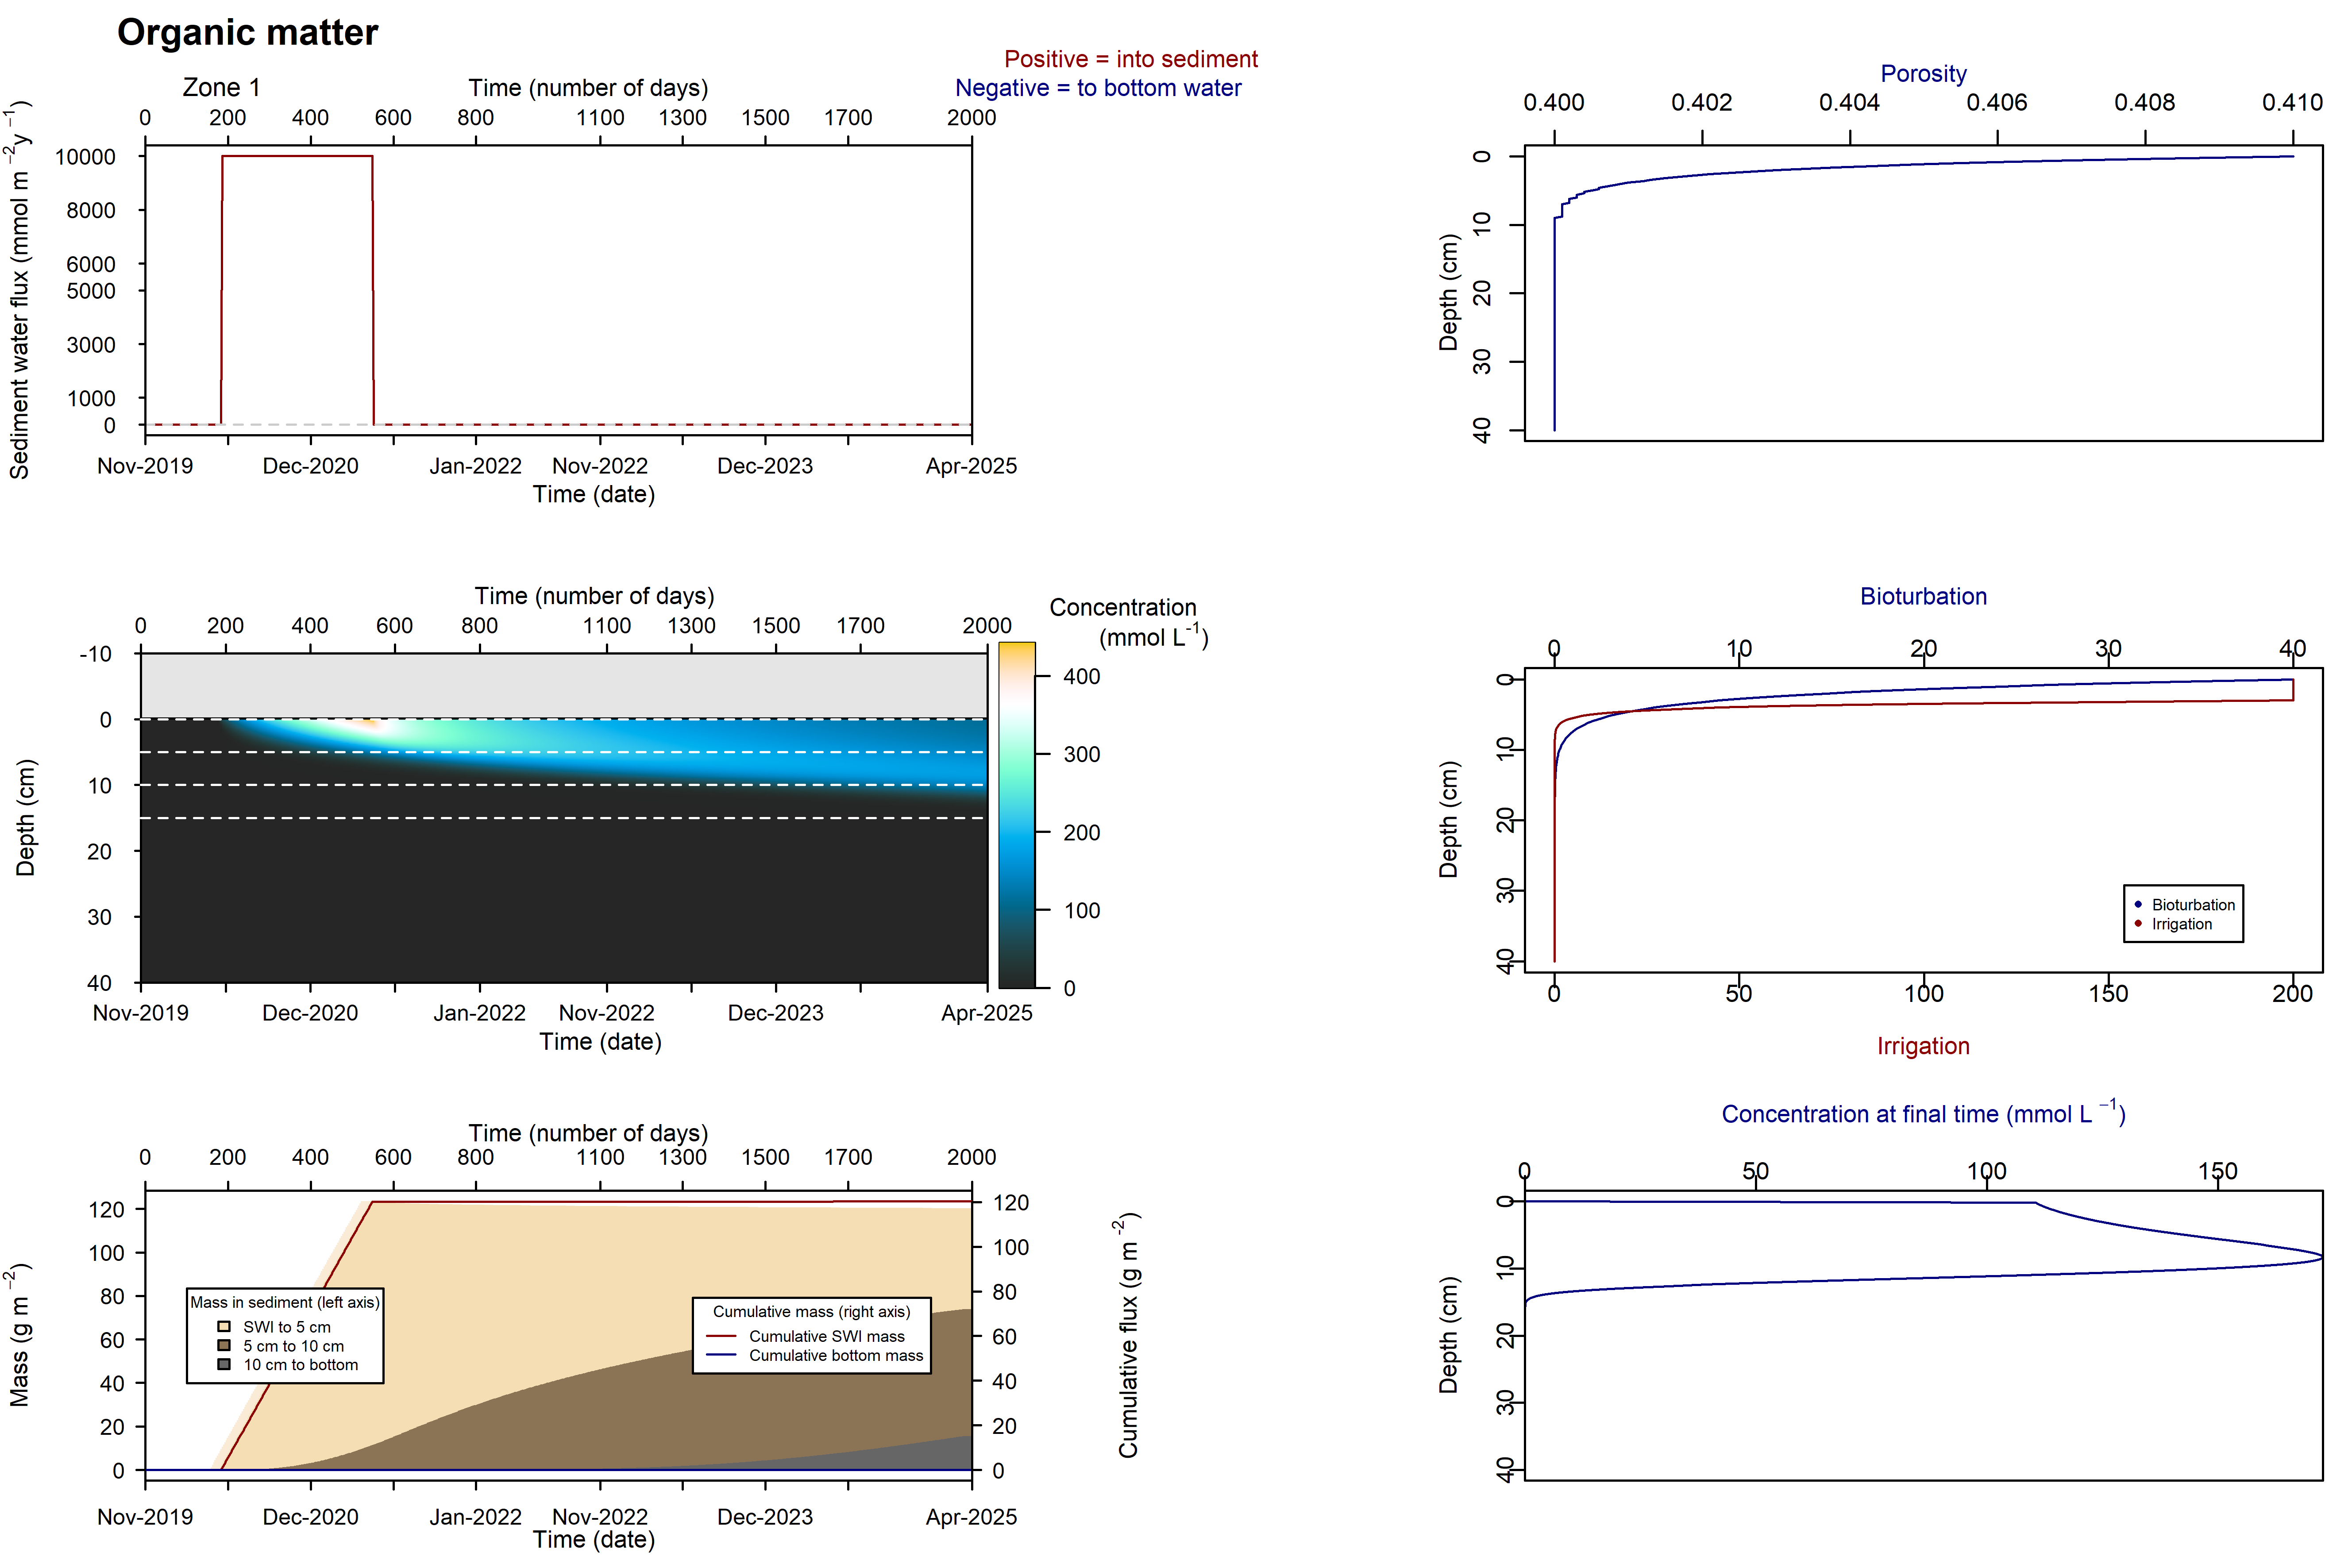 Organic matter
Positive = into sediment
Negative = to bottom water
Zone 1
Time (number of days)
0 200 400 600 800 1100 1300 1500 1700 2000
Sediment water flux (mmol m −2y −1)
10000
8000
6000
5000
3000
1000
0
Nov-2019 Dec-2020 Jan-2022 Nov-2022 Dec-2023 Apr-2025
Time (date)
Porosity
0.400 0.402 0.404 0.406 0.408 0.410
Depth (cm)
0
10
20
30
40
Time (number of days)
0 200 400 600 800 1100 1300 1500 1700 2000
Concentration
(mmol L-1)
Depth (cm)
-10
0
10
20
30
40
400
300
200
100
0
Nov-2019 Dec-2020 Jan-2022 Nov-2022 Dec-2023 Apr-2025
Time (date)
Bioturbation
0 10 20 30 40
Depth (cm)
0
10
20
30
40
Bioturbation
Irrigation
0 50 100 150 200
Irrigation
Time (number of days)
0 200 400 600 800 1100 1300 1500 1700 2000
Mass (g m −2)
120
100
80
60
40
20
0
Mass in sediment (left axis)
SWI to 5 cm
5 cm to 10 cm
10 cm to bottom
Cumulative mass (right axis)
Cumulative SWI mass
Cumulative bottom mass
120
100
80
60
40
20
0
Cumulative flux (g m -2)
Nov-2019 Dec-2020 Jan-2022 Nov-2022 Dec-2023 Apr-2025
Time (date)
Concentration at final time (mmol L −1)
0 50 100 150
Depth (cm)
0
10
20
30
40